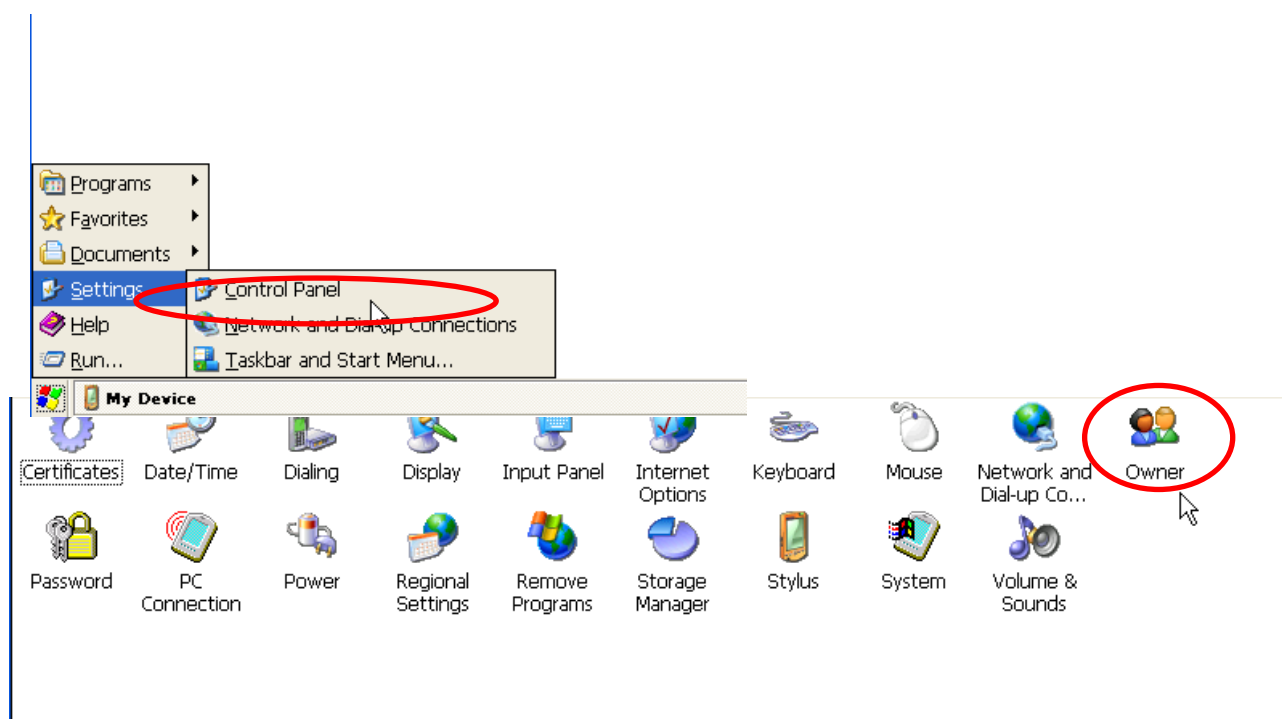 Programs
Favorites
Documents
Settings
Control Panel
Help
Network and Dial-up Connections
Run...
Taskbar and Start Menu...
My Device
Certificates
Date/Time
Dialing
Display
Input Panel
Internet
Options
Keyboard
Mouse
Network and
Dial-up Co...
Owner
Password
PC
Connection
Power
Regional
Settings
Remove
Programs
Storage
Manager
Stylus
System
Volume &
Sounds